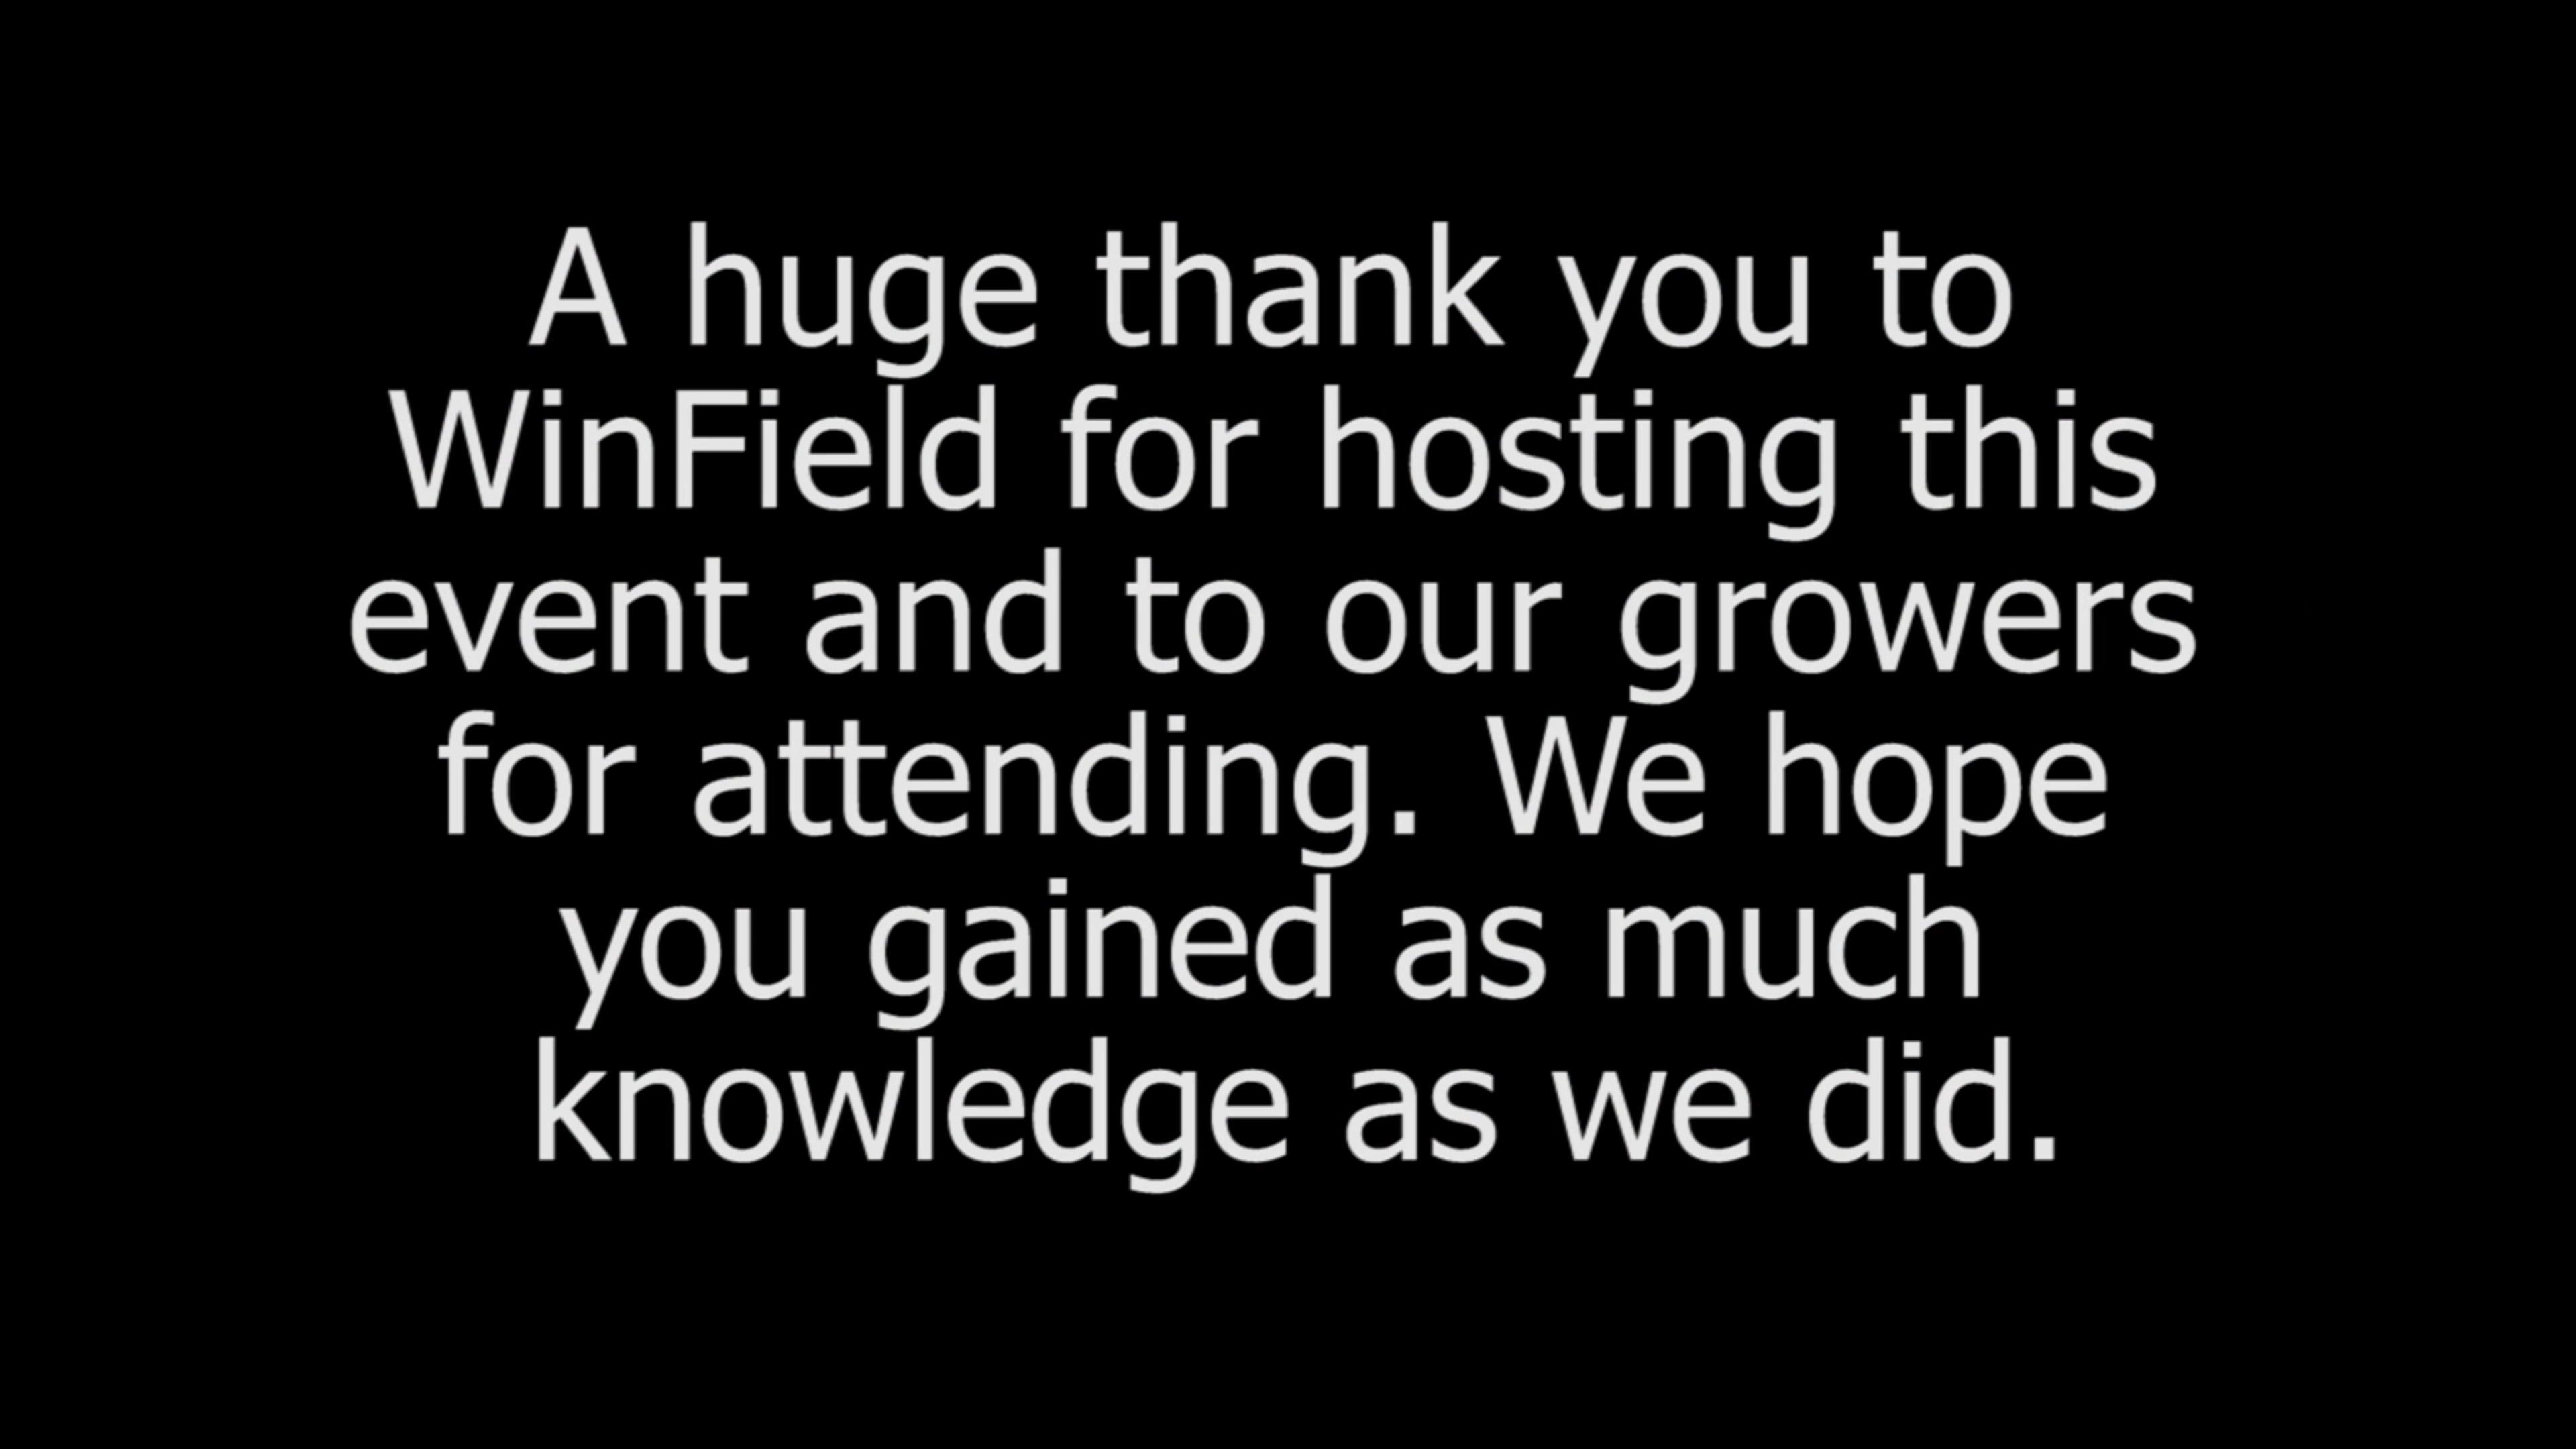 A huge thank you to
WinField for hosting this
event and to our growers
for attending. We hope
you gained as much
knowledge as we did.